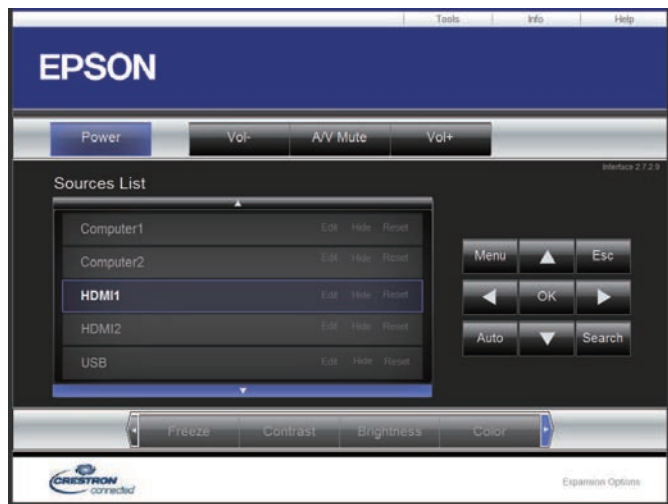 Tools Info Help
EPSON
Power Vol- A/V Mute Vol+
Interface 2.7.2.9
Sources List
Computer1 Edit Hide Reset
Computer2 Edit Hide Reset
HDMI1 Edit Hide Reset
HDMI2 Edit Hide Reset
USB Edit Hide Reset
Menu Esc
OK
Auto Search
Freeze Contrast Brightness Color
CRESTRON
connected
Expansion Options